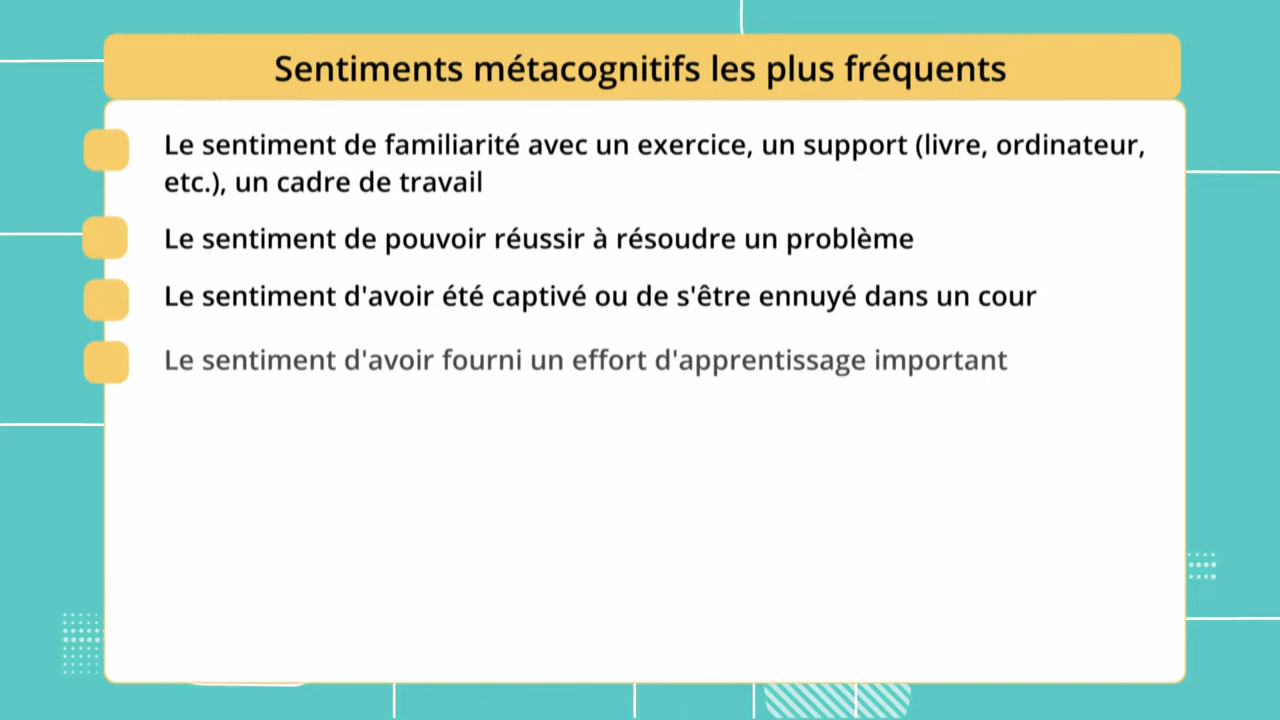 Sentiments métacognitifs les plus fréquents
Le sentiment de familiarité avec un exercice, un support (livre, ordinateur,
etc.), un cadre de travail
Le sentiment de pouvoir réussir à résoudre un problème
Le sentiment d'avoir été captivé ou de s'être ennuyé dans un cour
Le sentiment d'avoir fourni un effort d'apprentissage important